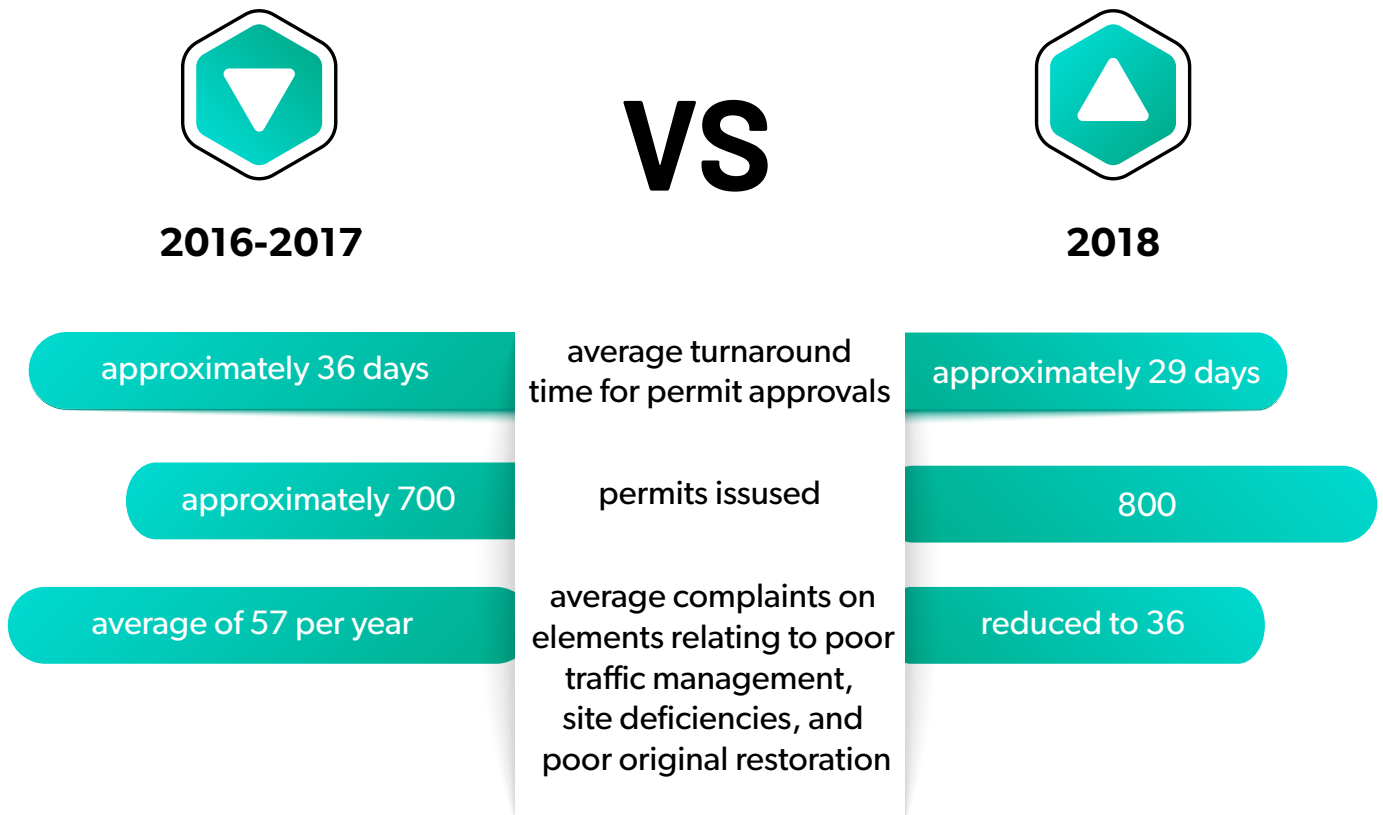 VS
2016-2017
2018
approximately 36 days
average turnaround
time for permit approvals
approximately 29 days
approximately 700
permits issused
800
average of 57 per year
average complaints on
elements relating to poor
traffic management,
site deficiencies, and
poor original restoration
reduced to 36